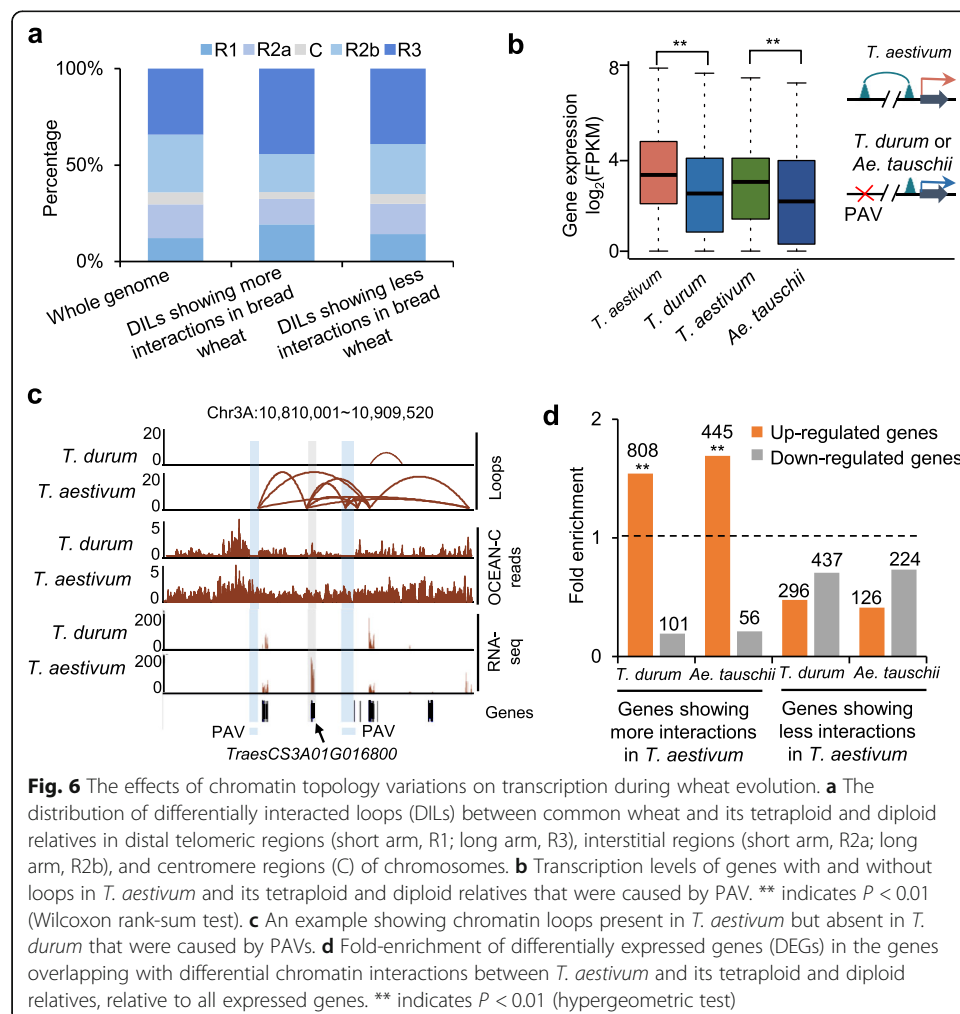 a
R1 R2a C R2b R3
100%
50%
0%
Percentage
Whole genome
DILs showing more interactions in bread wheat
DILs showing less interactions in bread wheat
b
** **
8
4
0
Gene expression
log2(FPKM)
T. aestivum
T. durum
T. aestivum
Ae. tauschii
T. aestivum
T. durum or
Ae. tauschii
PAV
c
Chr3A:10,810,001~10,909,520
20
T. durum 0
20
T. aestivum
0
Loops
5
T. durum
0
5
T. aestivum
0
OCEAN-C
reads
200
T. durum
0
200
T. aestivum
0
RNA-
seq
Genes
PAV PAV
TraesCS3A01G016800
d
2
1
0
Fold enrichment
Up-regulated genes
Down-regulated genes
808
**
101
445
**
56
296
437
126
224
T. durum Ae. tauschii T. durum Ae. tauschii
Genes showing
more interactions
in T. aestivum
Genes showing
less interactions
in T. aestivum
Fig. 6 The effects of chromatin topology variations on transcription during wheat evolution. a The
distribution of differentially interacted loops (DILs) between common wheat and its tetraploid and diploid
relatives in distal telomeric regions (short arm, R1; long arm, R3), interstitial regions (short arm, R2a; long
arm, R2b), and centromere regions (C) of chromosomes. b Transcription levels of genes with and without
loops in T. aestivum and its tetraploid and diploid relatives that were caused by PAV. ** indicates P < 0.01
(Wilcoxon rank-sum test). c An example showing chromatin loops present in T. aestivum but absent in T.
durum that were caused by PAVs. d Fold-enrichment of differentially expressed genes (DEGs) in the genes
overlapping with differential chromatin interactions between T. aestivum and its tetraploid and diploid
relatives, relative to all expressed genes. ** indicates P < 0.01 (hypergeometric test)